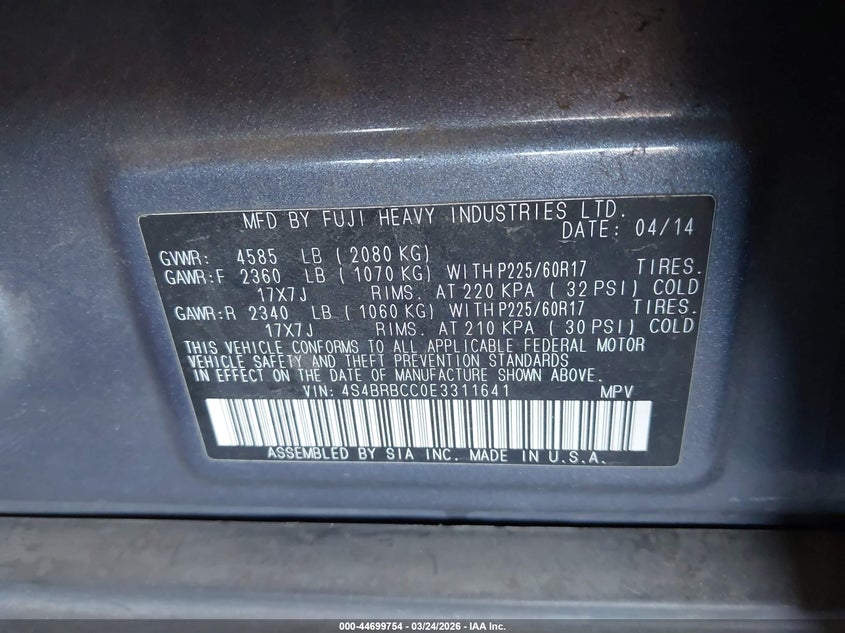 MFD BY FUJI HEAVY INDUSTRIES LTD.
DATE: 04/14
GVWR: 4585 LB (2080 KG)
GAWR:F 2360 LB (1070 KG) WITH P225/60R17 TIRES.
17X7J RIMS. AT 220 KPA (32 PSI) COLD
GAWR:R 2340 LB (1060 KG) WITH P225/60R17 TIRES.
17X7J RIMS. AT 210 KPA (30 PSI) COLD
THIS VEHICLE CONFORMS TO ALL APPLICABLE FEDERAL MOTOR
VEHICLE SAFETY AND THEFT PREVENTION STANDARDS
IN EFFECT ON THE DATE OF MANUFACTURE SHOWN ABOVE.
VIN: 4S4BRBCC0E3311641 MPV
ASSEMBLED BY SIA INC. MADE IN U.S.A.
000-44699754 - 03/24/2026 - IAA Inc.